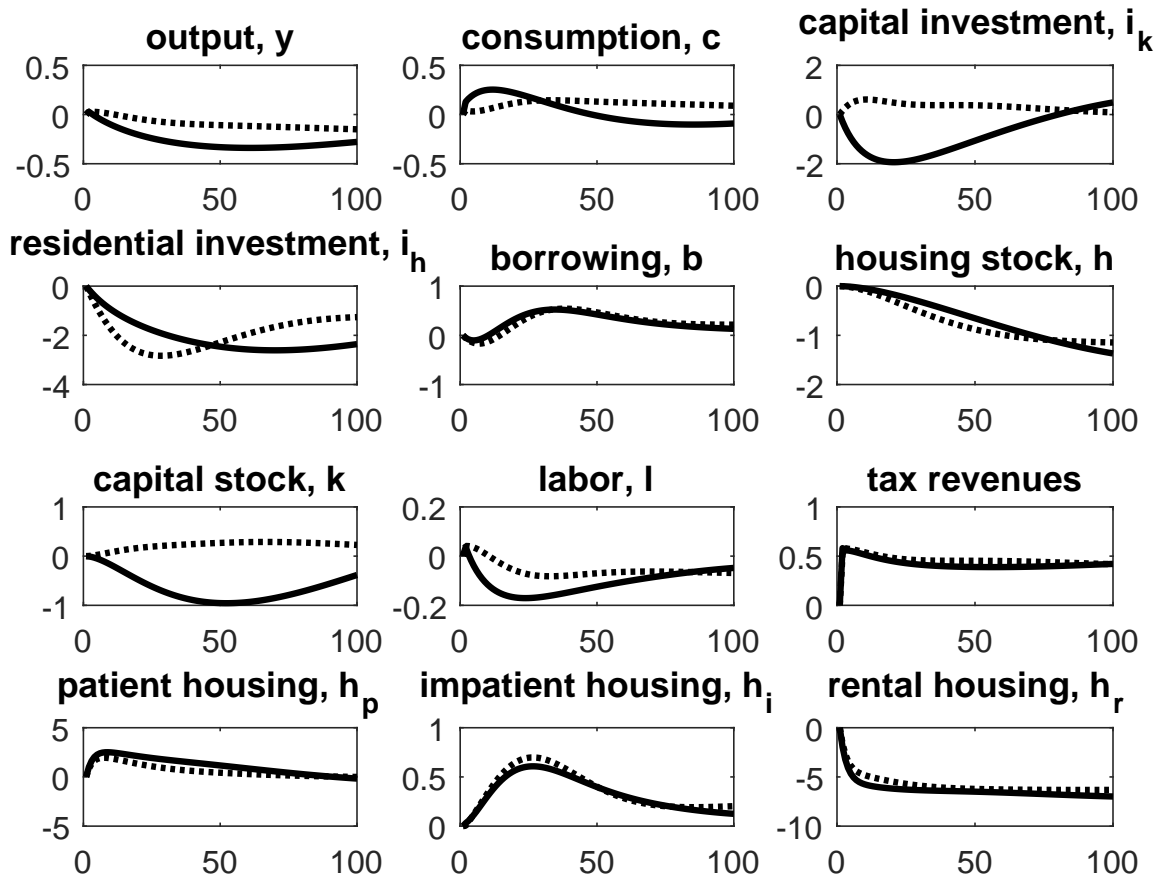 output, y
consumption, c
capital investment, i_k
0.5
0
-0.5
0 50 100
0.5
0
-0.5
0 50 100
2
0
-2
0 50 100
residential investment, i_h
borrowing, b
housing stock, h
0
-2
-4
0 50 100
1
0
-1
0 50 100
0
-1
-2
0 50 100
capital stock, k
labor, l
tax revenues
1
0
-1
0 50 100
0.2
0
-0.2
0 50 100
1
0.5
0
0 50 100
patient housing, h_p
impatient housing, h_i
rental housing, h_r
5
0
-5
0 50 100
1
0.5
0
0 50 100
0
-5
-10
0 50 100